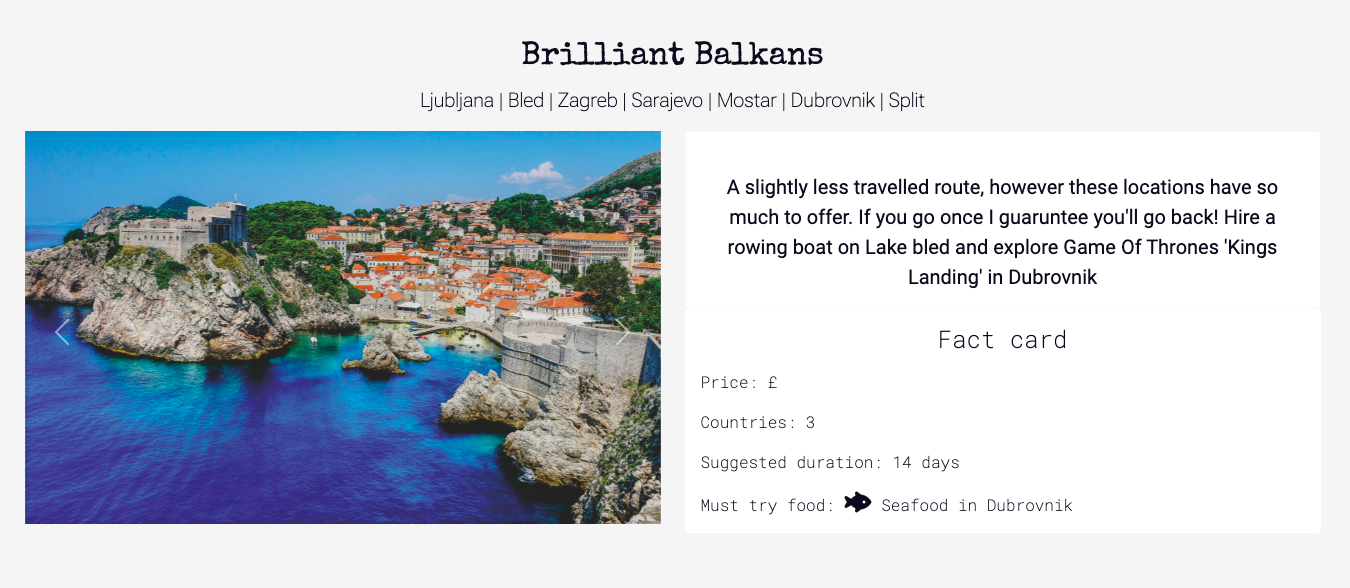 Brilliant Balkans
Ljubljana | Bled | Zagreb | Sarajevo | Mostar | Dubrovnik | Split
A slightly less travelled route, however these locations have so
much to offer. If you go once I guaruntee you'll go back! Hire a
rowing boat on Lake bled and explore Game Of Thrones 'Kings
Landing' in Dubrovnik
Fact card
Price: £
Countries: 3
Suggested duration: 14 days
Must try food: Seafood in Dubrovnik